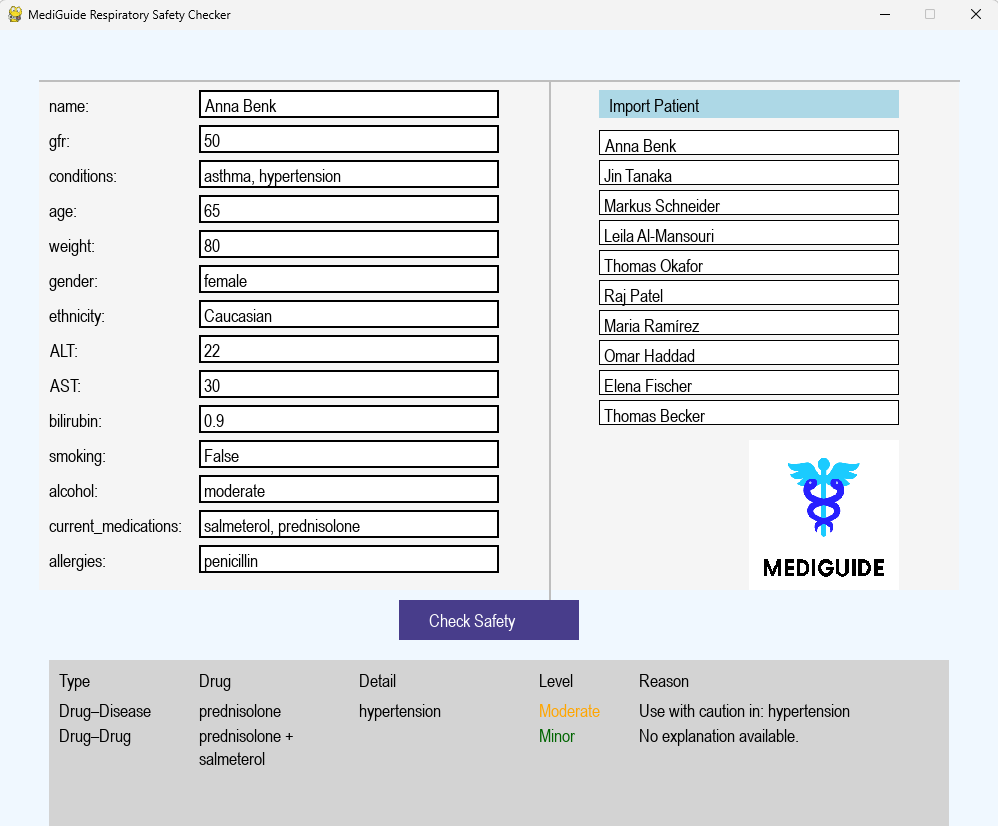 MediGuide Respiratory Safety Checker
name: Anna Benk
gfr: 50
conditions: asthma, hypertension
age: 65
weight: 80
gender: female
ethnicity: Caucasian
ALT: 22
AST: 30
bilirubin: 0.9
smoking: False
alcohol: moderate
current_medications: salmeterol, prednisolone
allergies: penicillin
Import Patient
Anna Benk
Jin Tanaka
Markus Schneider
Leila Al-Mansouri
Thomas Okafor
Raj Patel
Maria Ramírez
Omar Haddad
Elena Fischer
Thomas Becker
MEDIGUIDE
Check Safety
Type Drug Detail Level Reason
Drug–Disease prednisolone hypertension Moderate Use with caution in: hypertension
Drug–Drug prednisolone + Minor No explanation available.
salmeterol